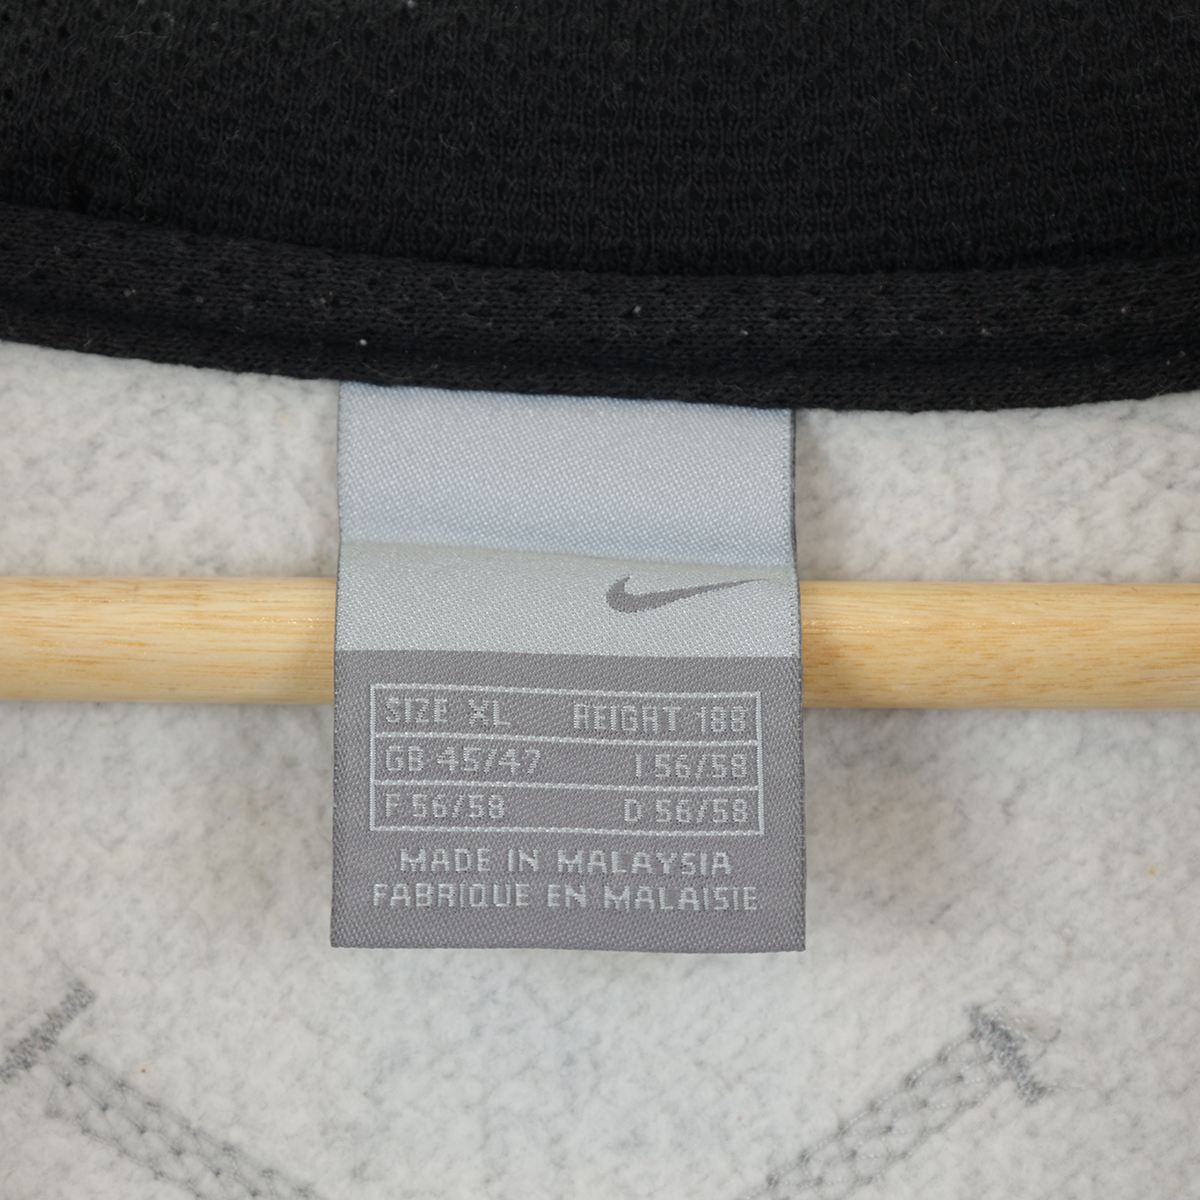 SIZE XL HEIGHT 188
GB 45/47 I 56/58
F 56/58 D 56/58
MADE IN MALAYSIA
FABRIQUE EN MALAISIE